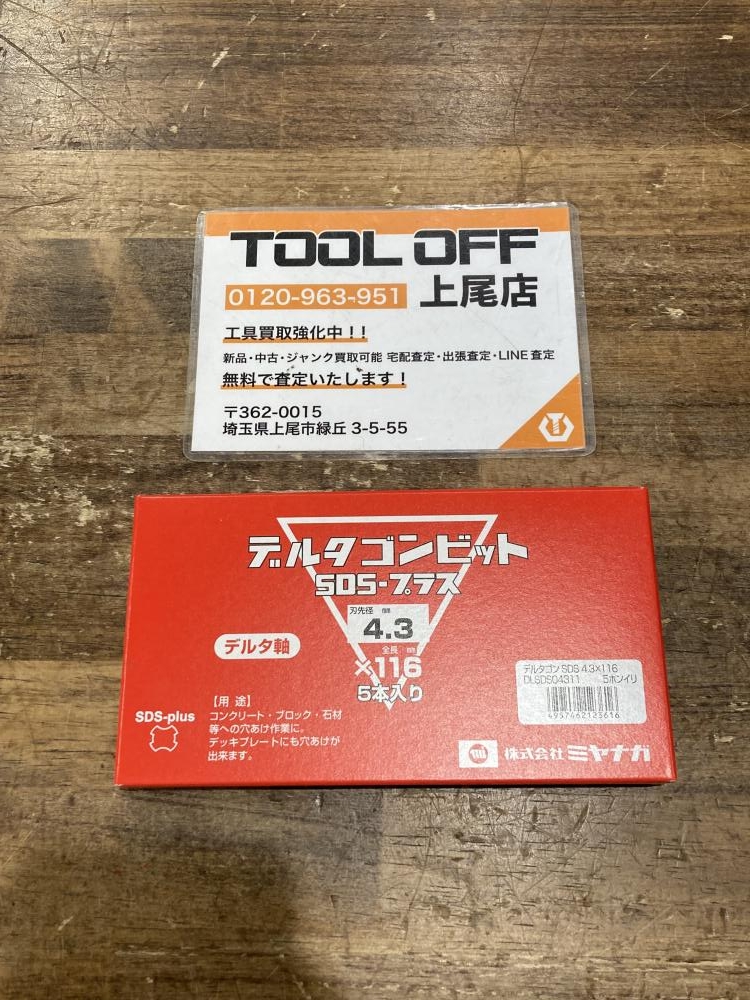 TOOL OFF
0120-963-951 上尾店
工具買取強化中！！
新品・中古・ジャンク買取可能 宅配査定・出張査定・LINE査定
無料で査定いたします！
〒362-0015
埼玉県上尾市緑丘 3-5-55
デルタゴンビット
SDS-プラス
刃先径 mm
4.3
全長 mm
×116
5本入り
デルタ軸
デルタゴン SDS 4.3×116
DLSDS04311 5ホンイリ
4957462125616
SDS-plus
【用 途】
コンクリート・ブロック・石材
等への穴あけ作業に。
デッキプレートにも穴あけが
出来ます。
株式会社 ミヤナガ